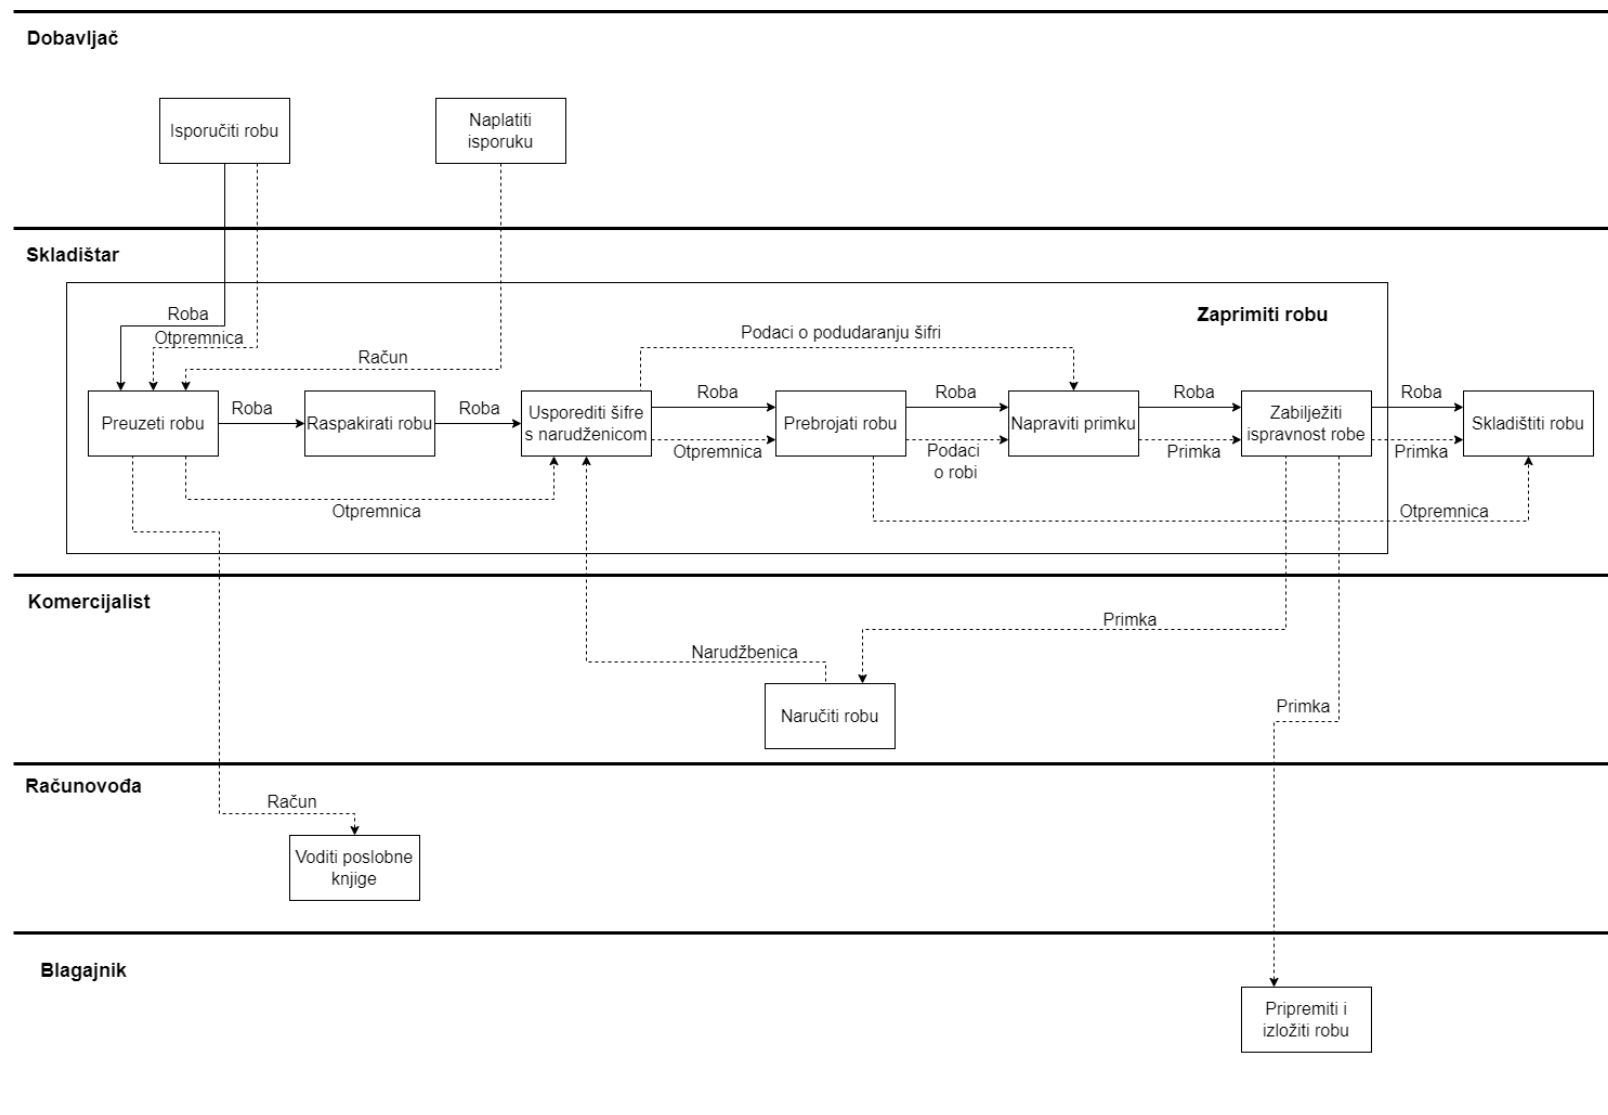 Dobavljač
Isporučiti robu
Naplatiti
isporuku
Skladištar
Zaprimiti robu
Roba
Otpremnica
Račun
Podaci o podudaranju šifri
Preuzeti robu
Roba
Raspakirati robu
Roba
Usporediti šifre
s narudženicom
Roba
Otpremnica
Prebrojati robu
Roba
Podaci
o robi
Napraviti primku
Roba
Primka
Zabilježiti
ispravnost robe
Roba
Primka
Skladištiti robu
Otpremnica
Otpremnica
Komercijalist
Primka
Narudžbenica
Naručiti robu
Primka
Računovođa
Račun
Voditi poslobne
knjige
Blagajnik
Pripremiti i
izložiti robu